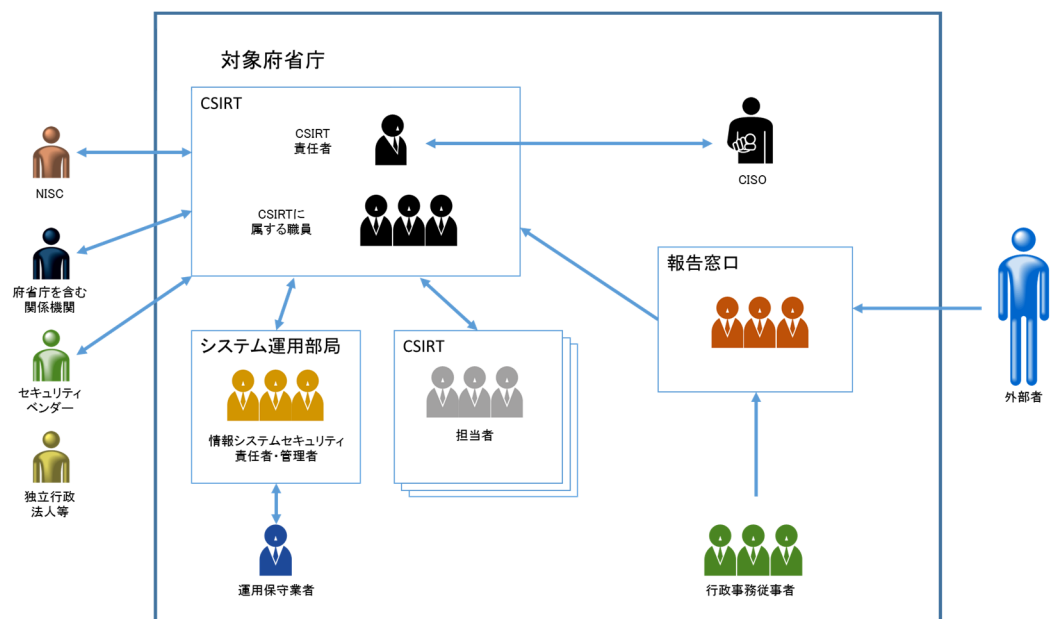 対象府省庁
CSIRT
CSIRT
責任者
CSIRTに
属する職員
CISO
NISC
府省庁を含む
関係機関
セキュリティ
ベンダー
独立行政
法人等
システム運用部局
情報システムセキュリティ
責任者・管理者
CSIRT
担当者
報告窓口
外部者
運用保守業者
行政事務従事者